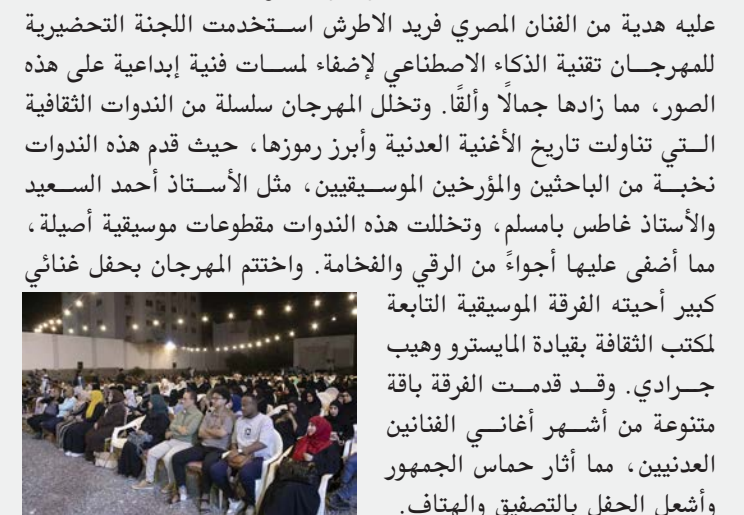 عليه هدية من الفنان المصري فريد الاطرش استخدمت اللجنة التحضيرية
للمهرجان تقنية الذكاء الاصطناعي لإضفاء لمسات فنية إبداعية على هذه
الصور، مما زادها جمالًا وألقًا. وتخلل المهرجان سلسلة من الندوات الثقافية
التي تناولت تاريخ الأغنية العدنية وأبرز رموزها، حيث قدم هذه الندوات
نخبة من الباحثين والمؤرخين الموسيقيين، مثل الأستاذ أحمد السعيد
والأستاذ غاطس بامسلم، وتخللت هذه الندوات مقطوعات موسيقية أصيلة،
مما أضفى عليها أجواءً من الرقي والفخامة. واختتم المهرجان بحفل غنائي
كبير أحيته الفرقة الموسيقية التابعة
لمكتب الثقافة بقيادة المايسترو وهيب
جرادي. وقد قدمت الفرقة باقة
متنوعة من أشهر أغاني الفنانين
العدنيين، مما أثار حماس الجمهور
وأشعل الحفل بالتصفيق والهتاف.